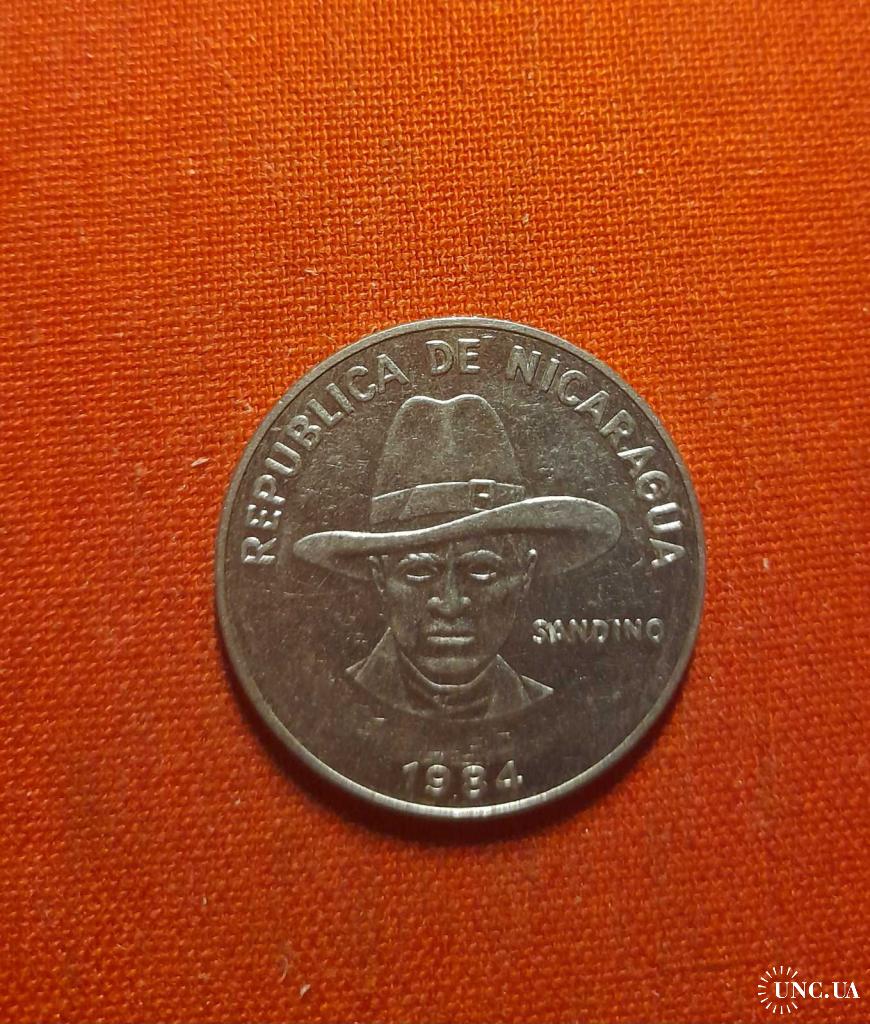 REPUBLICA DE NICARAGUA
SANDINO
1984
UNC.UA